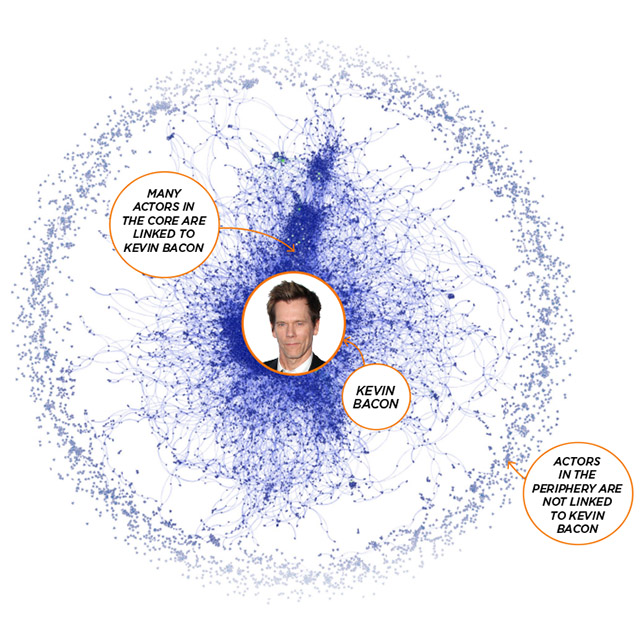 MANY
ACTORS IN
THE CORE ARE
LINKED TO
KEVIN BACON
KEVIN
BACON
ACTORS
IN THE
PERIPHERY ARE
NOT LINKED
TO KEVIN
BACON